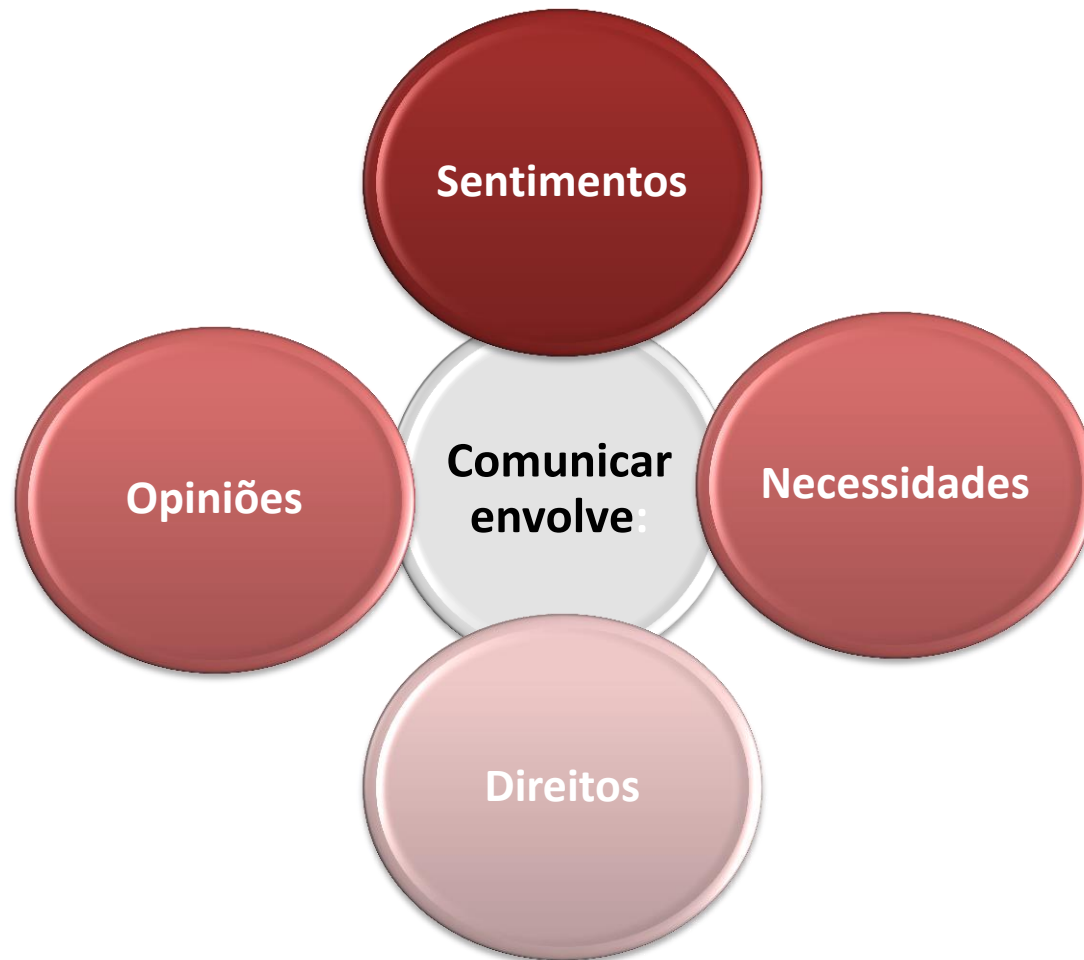 Sentimentos
Opiniões
Comunicar
envolve:
Necessidades
Direitos